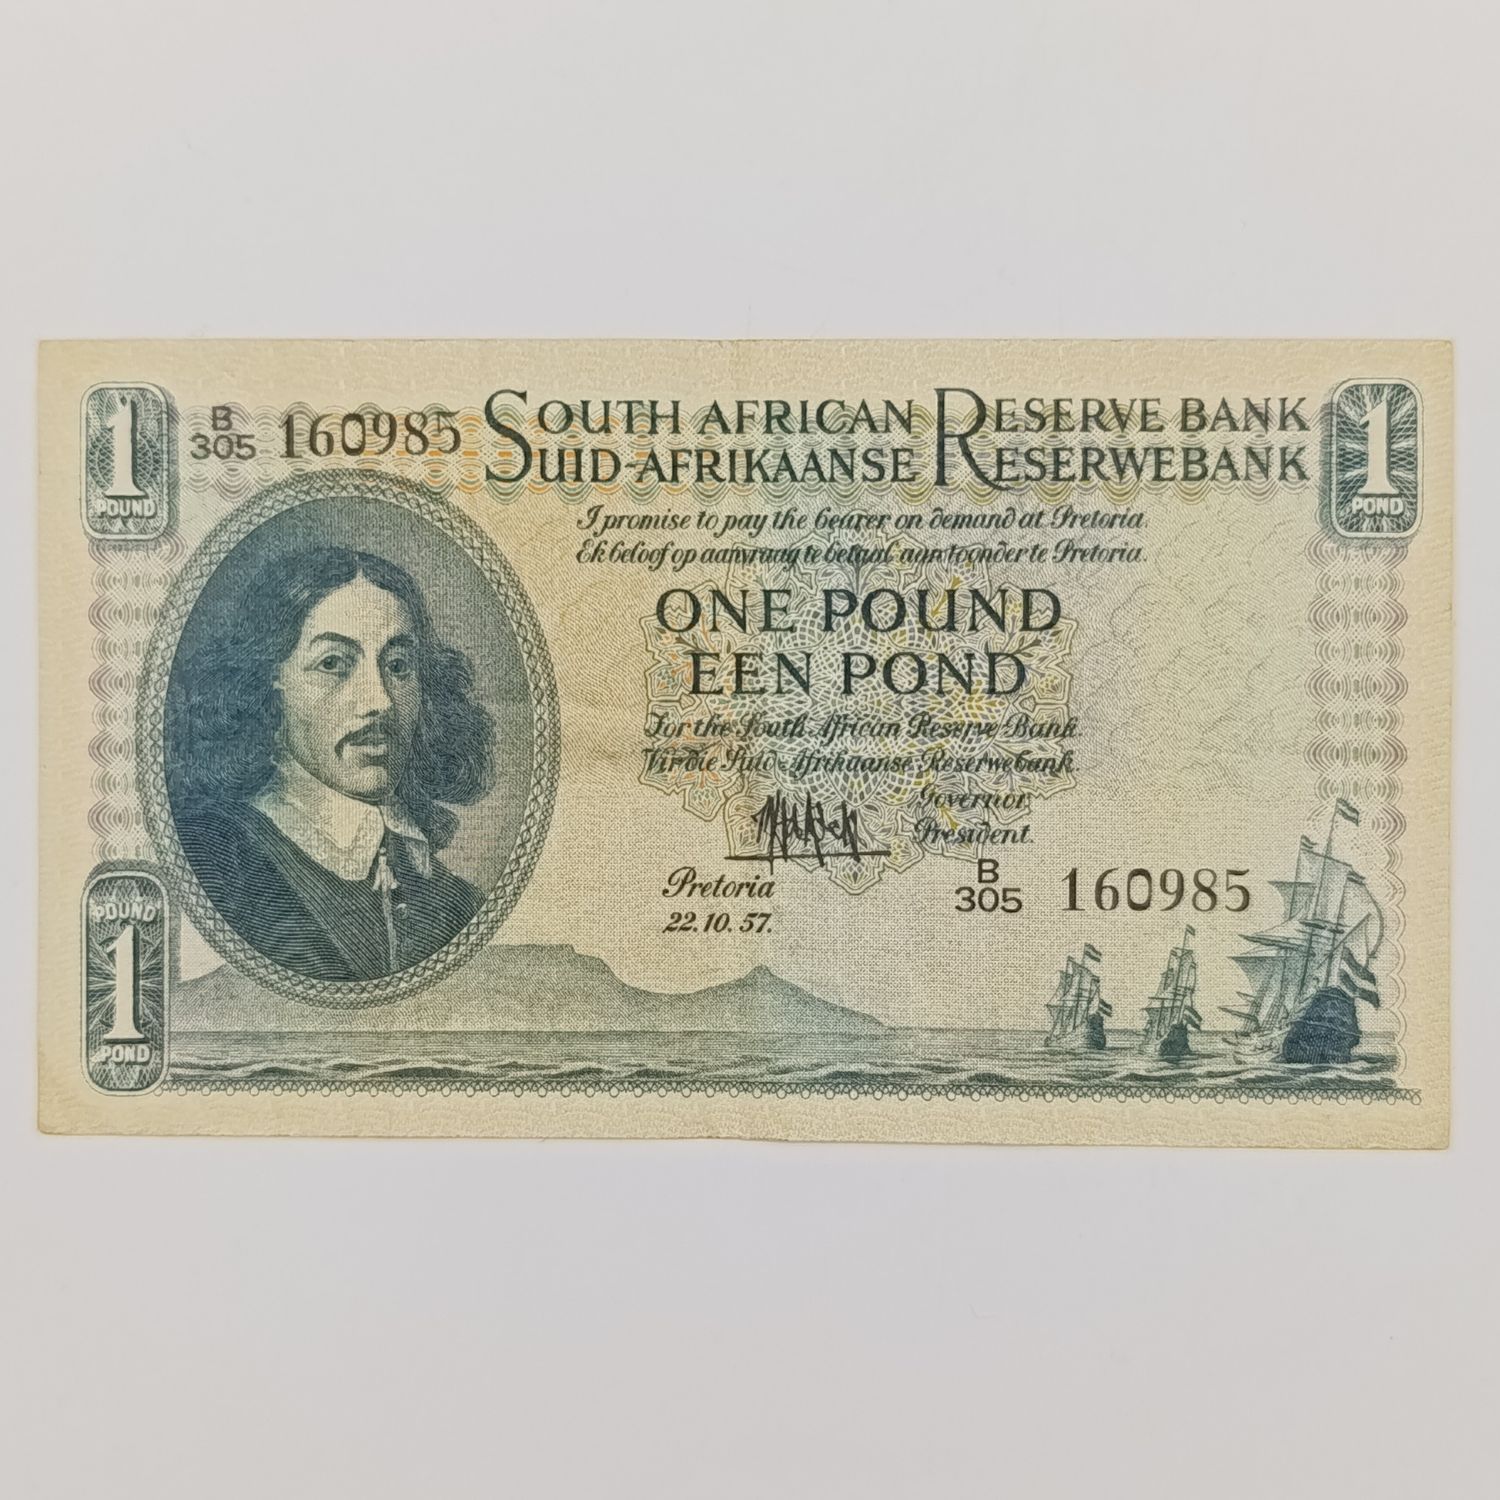 1
POUND
B
305 160985
SOUTH AFRICAN RESERVE BANK
SUID-AFRIKAANSE RESERWEBANK
1
POND
I promise to pay the bearer on demand at Pretoria.
Ek beloof op aanvraag te betaal aan toonder te Pretoria.
ONE POUND
EEN POND
For the South African Reserve Bank.
Vir die Suid-Afrikaanse Reserwebank.
Governor
President.
Pretoria
22.10.57.
B
305 160985
POUND
1
POND